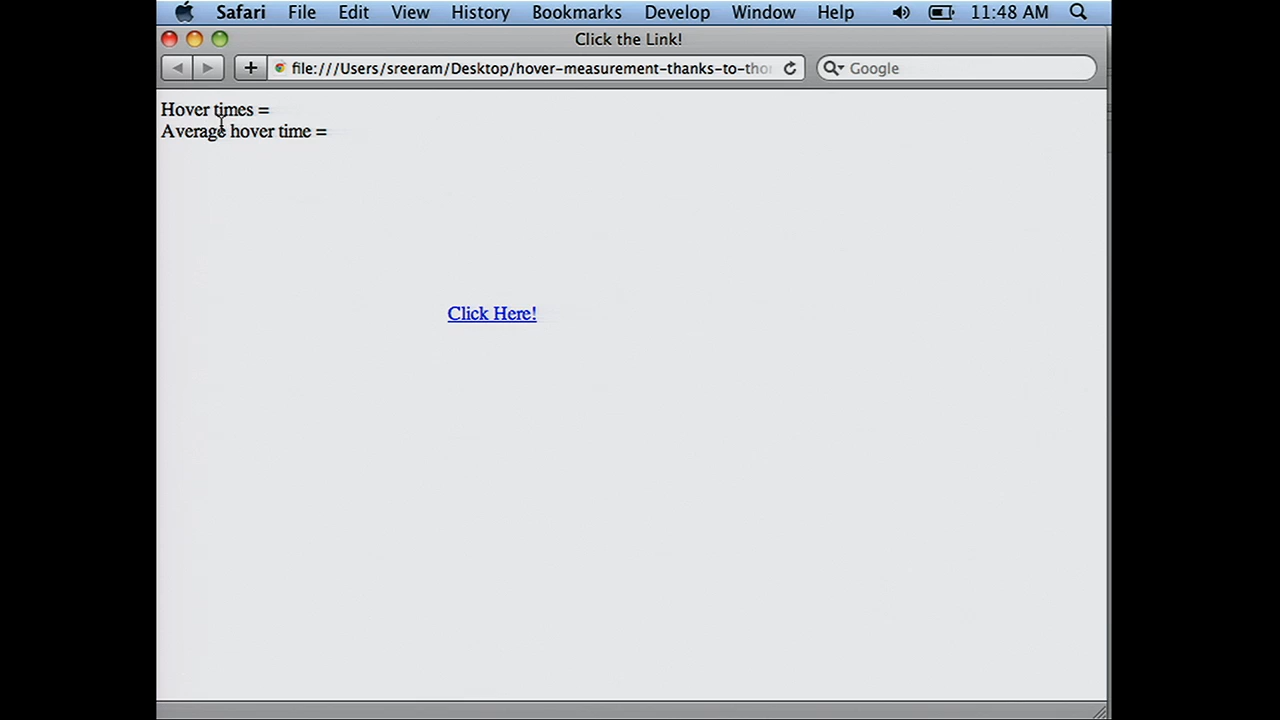 Safari File Edit View History Bookmarks Develop Window Help 11:48 AM
Click the Link!
file:///Users/sreeram/Desktop/hover-measurement-thanks-to-tho Google
Hover times =
Average hover time =
Click Here!